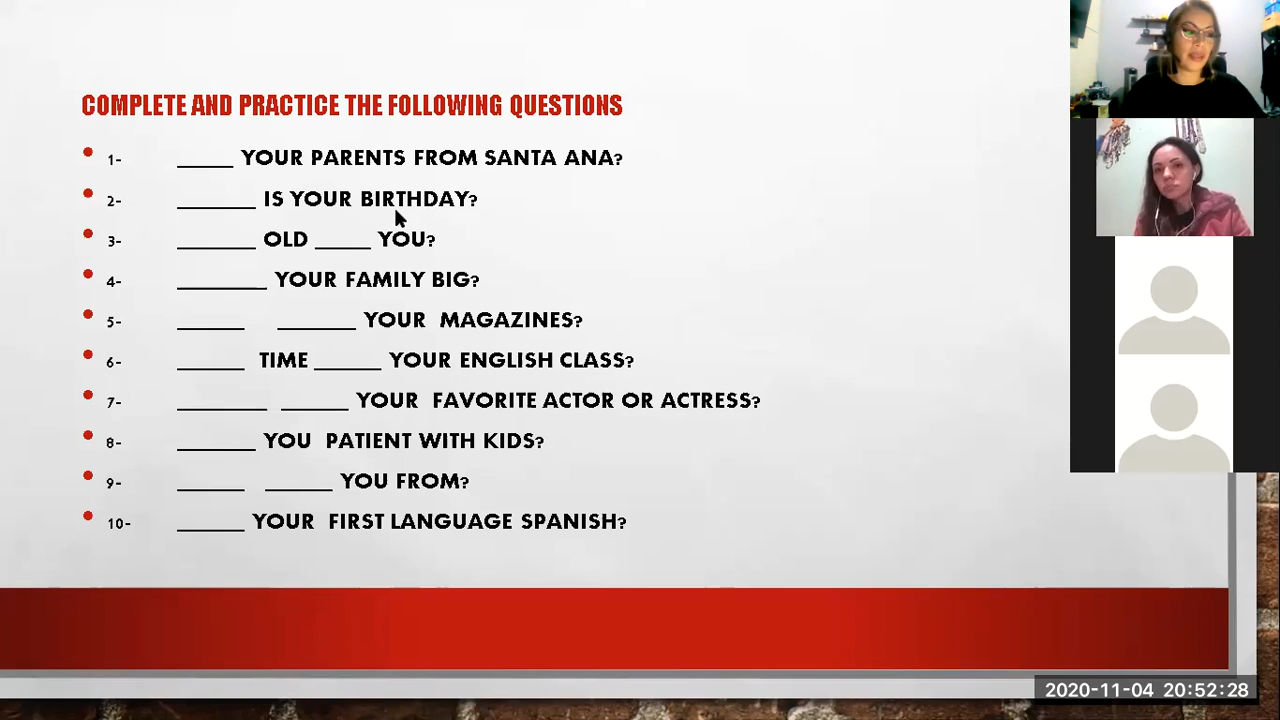 COMPLETE AND PRACTICE THE FOLLOWING QUESTIONS
1- _____ YOUR PARENTS FROM SANTA ANA?
2- _______ IS YOUR BIRTHDAY?
3- _______ OLD _____ YOU?
4- ________ YOUR FAMILY BIG?
5- ______ _______ YOUR MAGAZINES?
6- ______ TIME ______ YOUR ENGLISH CLASS?
7- ________ ______ YOUR FAVORITE ACTOR OR ACTRESS?
8- _______ YOU PATIENT WITH KIDS?
9- ______ ______ YOU FROM?
10- ______ YOUR FIRST LANGUAGE SPANISH?
2020-11-04 20:52:28